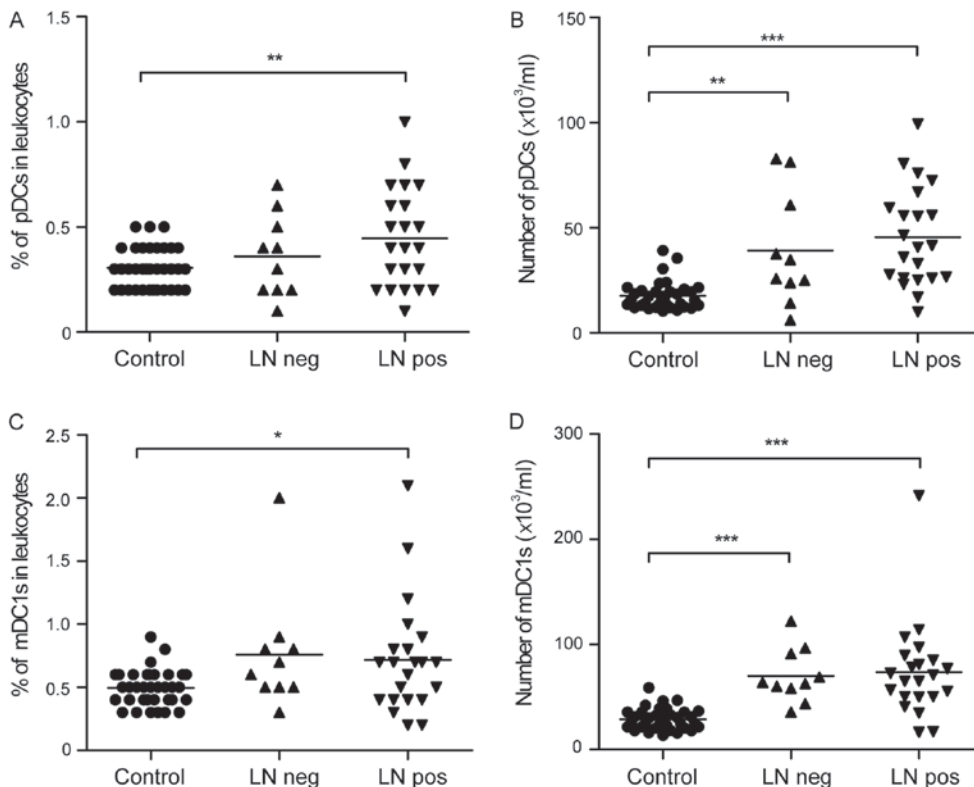 A
% of pDCs in leukocytes
1.5
1.0
0.5
0
**
Control LN neg LN pos
B
Number of pDCs (x10³/ml)
150
100
50
0
***
**
Control LN neg LN pos
C
% of mDC1s in leukocytes
2.5
2.0
1.5
1.0
0.5
0
*
Control LN neg LN pos
D
Number of mDC1s (x10³/ml)
300
200
100
0
***
***
Control LN neg LN pos